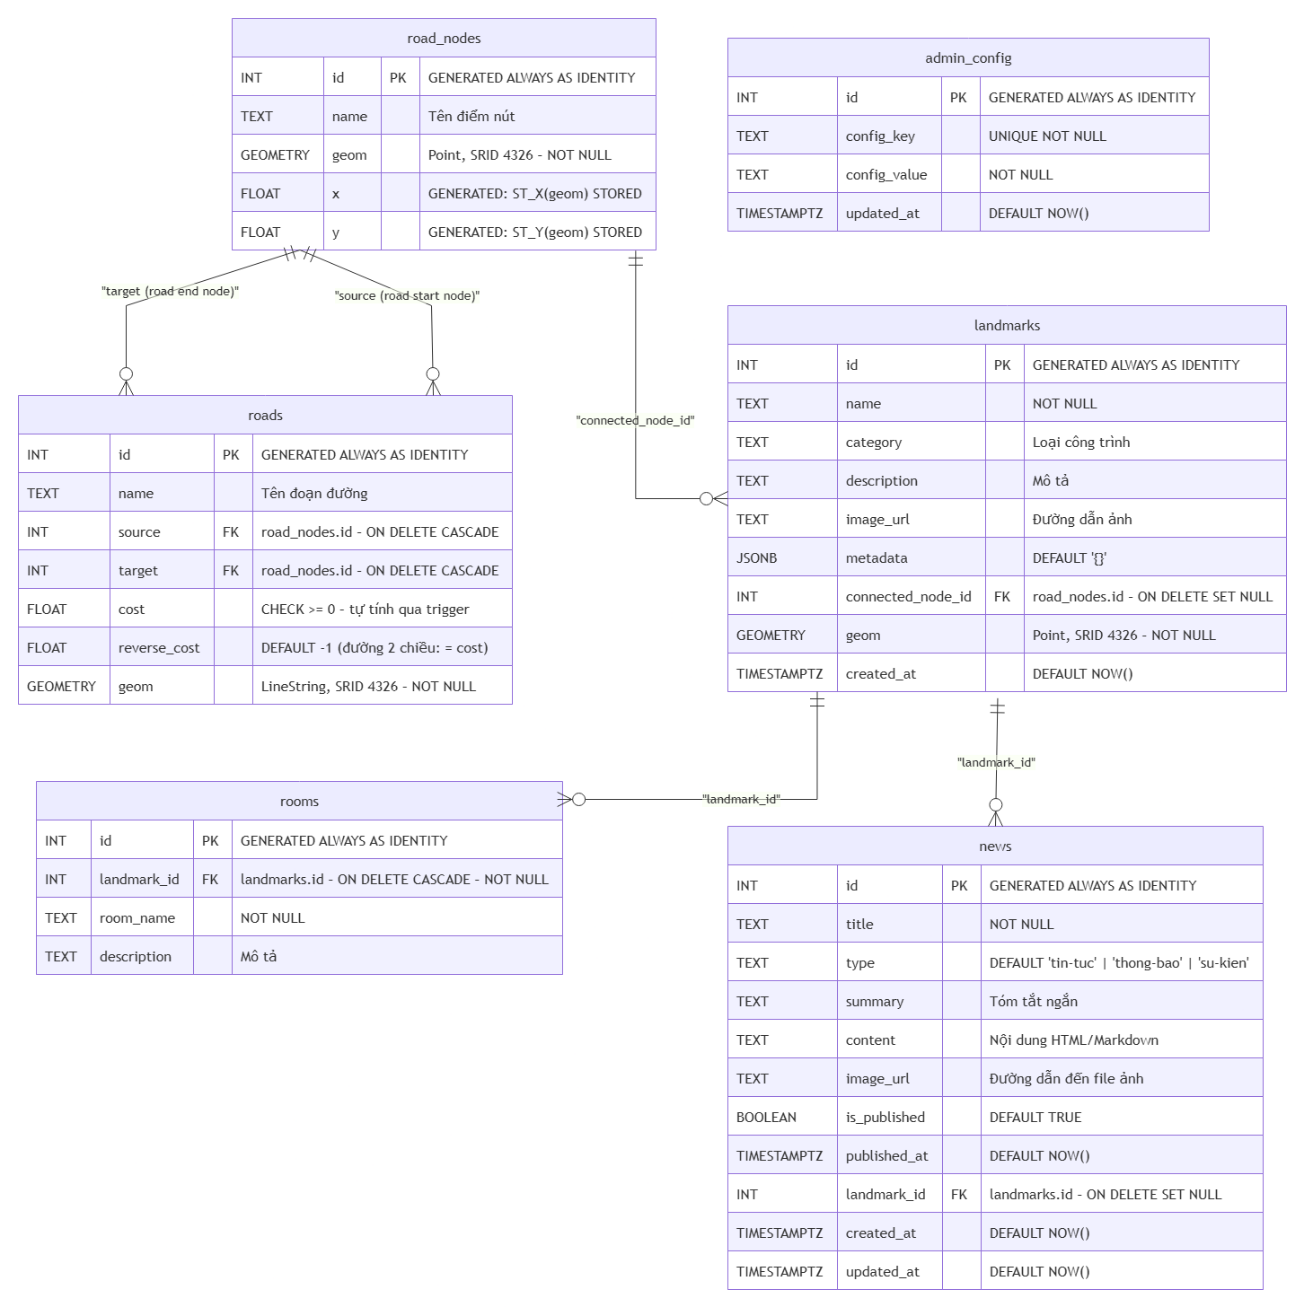 road_nodes
INT id PK GENERATED ALWAYS AS IDENTITY
TEXT name Tên điểm nút
GEOMETRY geom Point, SRID 4326 - NOT NULL
FLOAT x GENERATED: ST_X(geom) STORED
FLOAT y GENERATED: ST_Y(geom) STORED
admin_config
INT id PK GENERATED ALWAYS AS IDENTITY
TEXT config_key UNIQUE NOT NULL
TEXT config_value NOT NULL
TIMESTAMPTZ updated_at DEFAULT NOW()
"target (road end node)"
"source (road start node)"
"connected_node_id"
landmarks
INT id PK GENERATED ALWAYS AS IDENTITY
TEXT name NOT NULL
TEXT category Loại công trình
TEXT description Mô tả
TEXT image_url Đường dẫn ảnh
JSONB metadata DEFAULT '{}'
INT connected_node_id FK road_nodes.id - ON DELETE SET NULL
GEOMETRY geom Point, SRID 4326 - NOT NULL
TIMESTAMPTZ created_at DEFAULT NOW()
roads
INT id PK GENERATED ALWAYS AS IDENTITY
TEXT name Tên đoạn đường
INT source FK road_nodes.id - ON DELETE CASCADE
INT target FK road_nodes.id - ON DELETE CASCADE
FLOAT cost CHECK >= 0 - tự tính qua trigger
FLOAT reverse_cost DEFAULT -1 (đường 2 chiều: = cost)
GEOMETRY geom LineString, SRID 4326 - NOT NULL
"landmark_id"
"landmark_id"
rooms
INT id PK GENERATED ALWAYS AS IDENTITY
INT landmark_id FK landmarks.id - ON DELETE CASCADE - NOT NULL
TEXT room_name NOT NULL
TEXT description Mô tả
news
INT id PK GENERATED ALWAYS AS IDENTITY
TEXT title NOT NULL
TEXT type DEFAULT 'tin-tuc' | 'thong-bao' | 'su-kien'
TEXT summary Tóm tắt ngắn
TEXT content Nội dung HTML/Markdown
TEXT image_url Đường dẫn đến file ảnh
BOOLEAN is_published DEFAULT TRUE
TIMESTAMPTZ published_at DEFAULT NOW()
INT landmark_id FK landmarks.id - ON DELETE SET NULL
TIMESTAMPTZ created_at DEFAULT NOW()
TIMESTAMPTZ updated_at DEFAULT NOW()